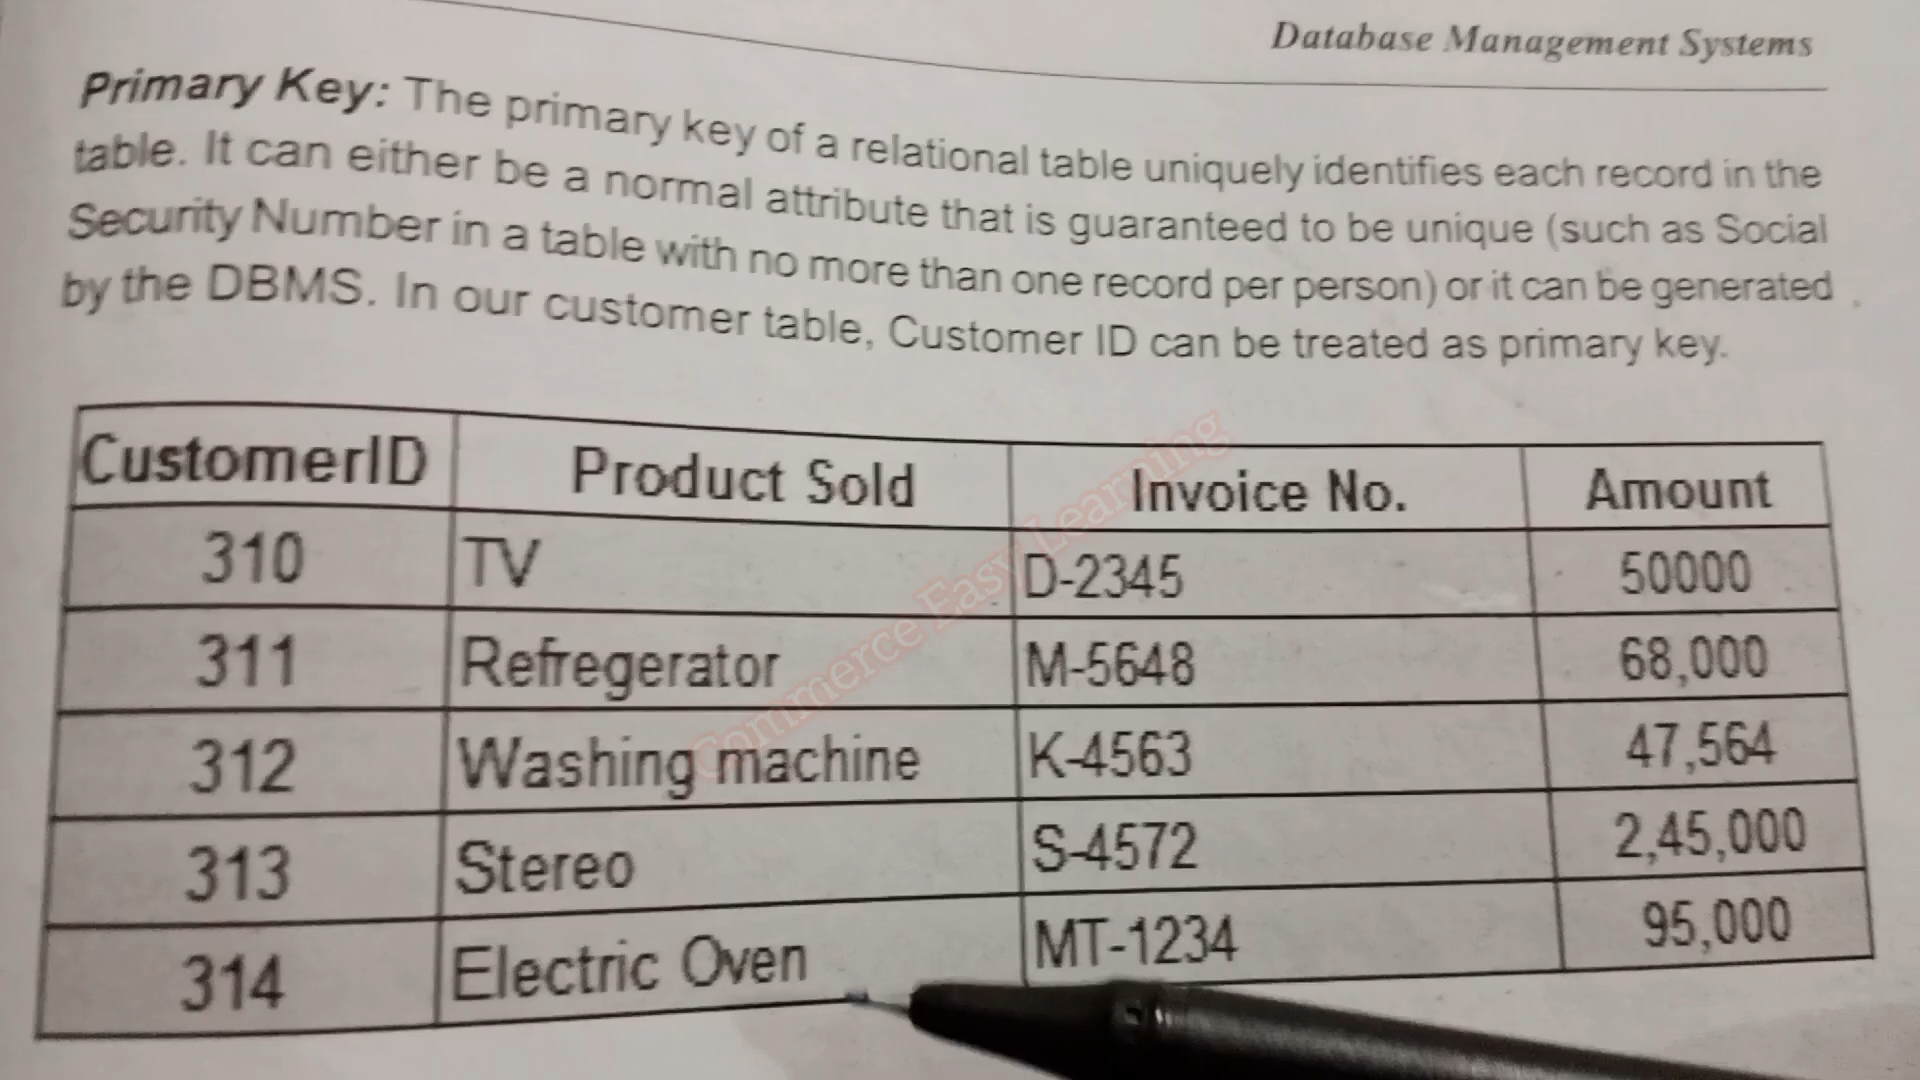 Database Management Systems
Primary Key: The primary key of a relational table uniquely identifies each record in the
table. It can either be a normal attribute that is guaranteed to be unique (such as Social
Security Number in a table with no more than one record per person) or it can be generated
by the DBMS. In our customer table, Customer ID can be treated as primary key.
CustomerID Product Sold Invoice No. Amount
310 TV D-2345 50000
311 Refregerator M-5648 68,000
312 Washing machine K-4563 47,564
313 Stereo S-4572 2,45,000
314 Electric Oven MT-1234 95,000
Commerce Easy Learning